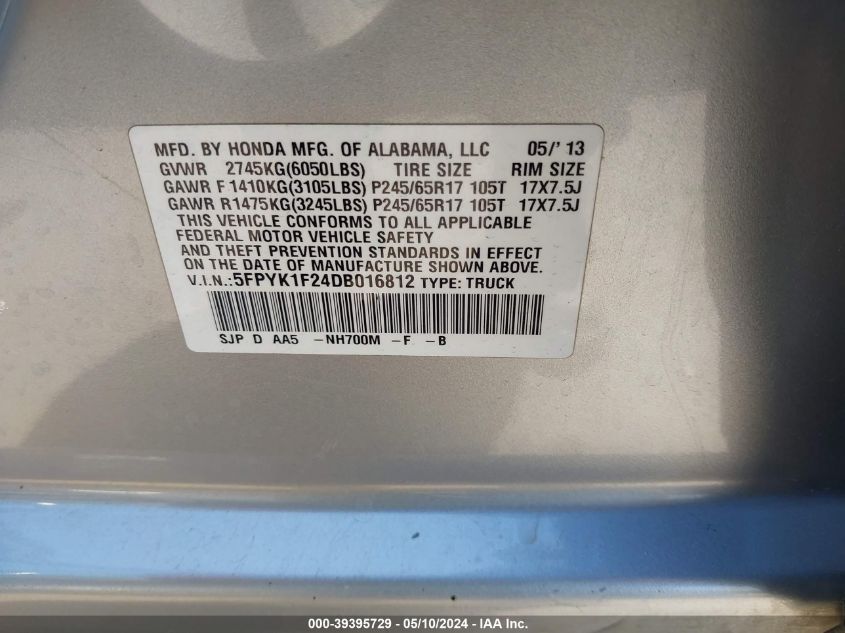 MFD. BY HONDA MFG. OF ALABAMA, LLC 05/'13
GVWR 2745KG(6050LBS) TIRE SIZE RIM SIZE
GAWR F 1410KG(3105LBS) P245/65R17 105T 17X7.5J
GAWR R1475KG(3245LBS) P245/65R17 105T 17X7.5J
THIS VEHICLE CONFORMS TO ALL APPLICABLE
FEDERAL MOTOR VEHICLE SAFETY
AND THEFT PREVENTION STANDARDS IN EFFECT
ON THE DATE OF MANUFACTURE SHOWN ABOVE.
V.I.N.:5FPYK1F24DB016812 TYPE: TRUCK
SJP D AA5 -NH700M -F -B
000-39395729 - 05/10/2024 - IAA Inc.